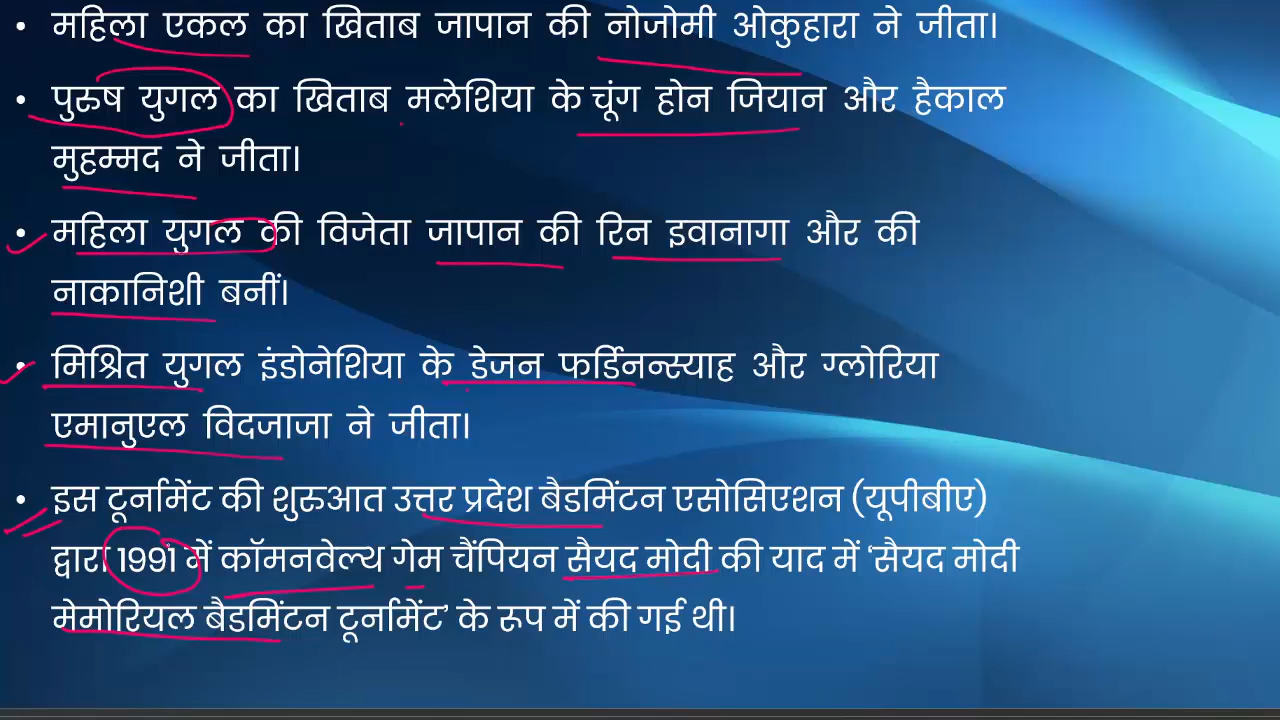 • महिला एकल का खिताब जापान की नोजोमी ओकुहारा ने जीता।
• पुरुष युगल का खिताब मलेशिया के चूंग होन जियान और हैकाल
मुहम्मद ने जीता।
• महिला युगल की विजेता जापान की रिन इवानागा और की
नाकानिशी बनीं।
• मिश्रित युगल इंडोनेशिया के डेजन फर्डिनन्स्याह और ग्लोरिया
एमानुएल विदजाजा ने जीता।
• इस टूर्नामेंट की शुरुआत उत्तर प्रदेश बैडमिंटन एसोसिएशन (यूपीबीए)
द्वारा 1991 में कॉमनवेल्थ गेम चैंपियन सैयद मोदी की याद में ‘सैयद मोदी
मेमोरियल बैडमिंटन टूर्नामेंट’ के रूप में की गई थी।